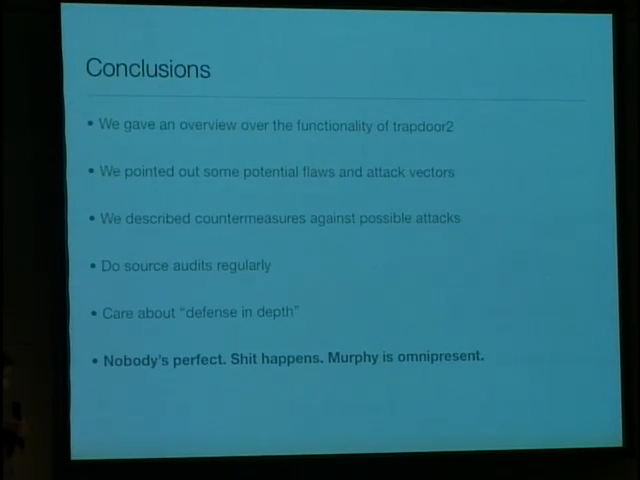 Conclusions
• We gave an overview over the functionality of trapdoor2
• We pointed out some potential flaws and attack vectors
• We described countermeasures against possible attacks
• Do source audits regularly
• Care about “defense in depth”
• Nobody's perfect. Shit happens. Murphy is omnipresent.